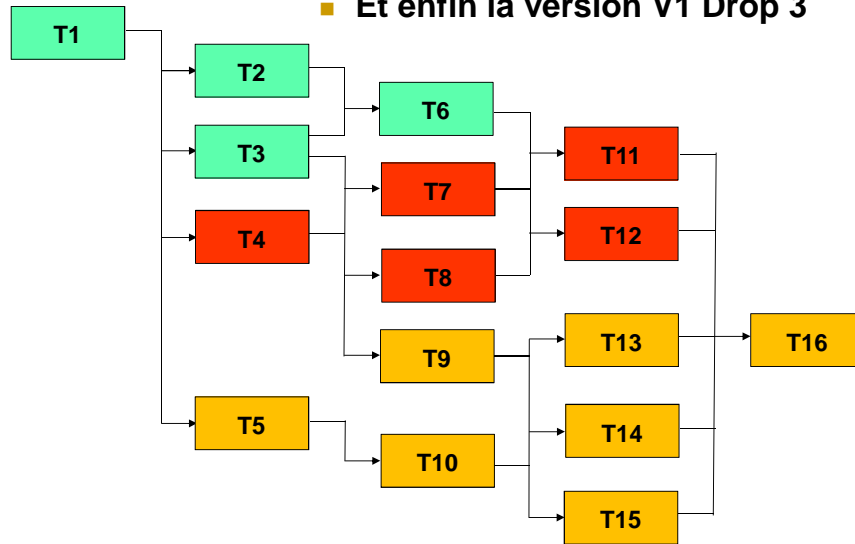 Et enfin la version V1 Drop 3
T1
T2
T6
T3
T11
T7
T4
T12
T8
T9
T13
T16
T5
T14
T10
T15